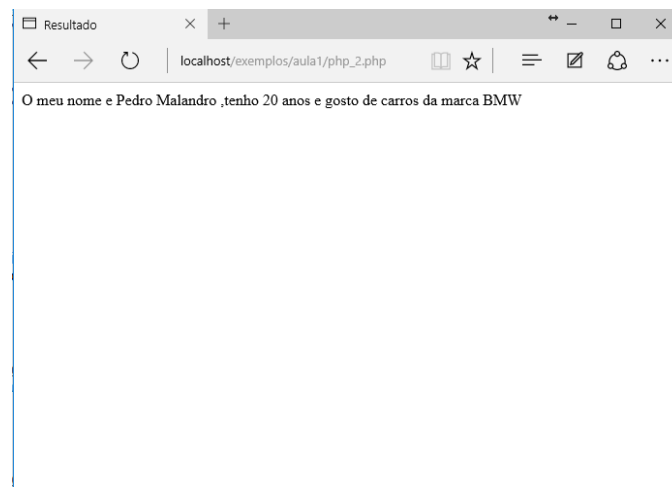 Resultado
localhost/exemplos/aula1/php_2.php
O meu nome e Pedro Malandro ,tenho 20 anos e gosto de carros da marca BMW